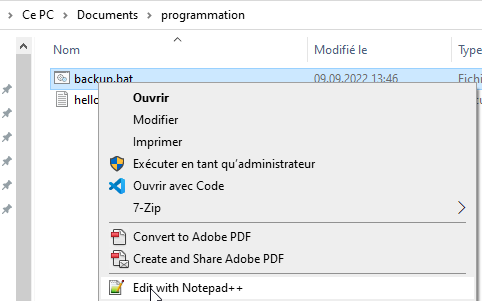 Ce PC > Documents > programmation
Nom Modifié le Type
backup.bat 09.09.2022 13:46 Fichi
hello
Ouvrir
Modifier
Imprimer
Exécuter en tant qu'administrateur
Ouvrir avec Code
7-Zip
Convert to Adobe PDF
Create and Share Adobe PDF
Edit with Notepad++